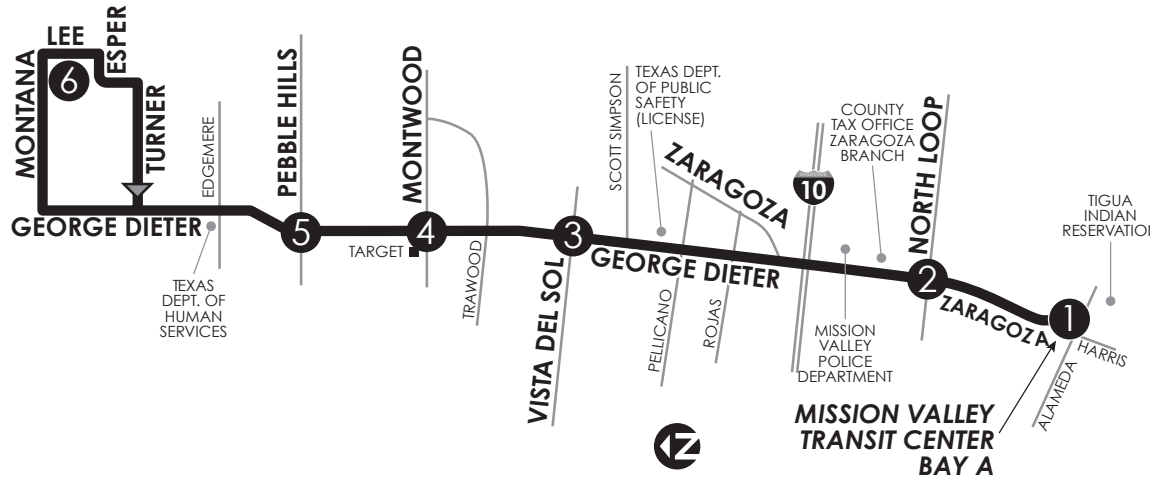 LEE
ESPER
MONTANA
6
TURNER
GEORGE DIETER
EDGEMERE
TEXAS
DEPT. OF
HUMAN
SERVICES
PEBBLE HILLS
5
MONTWOOD
4
TARGET
TRAWOOD
3
VISTA DEL SOL
SCOTT SIMPSON
TEXAS DEPT.
OF PUBLIC
SAFETY
(LICENSE)
ZARAGOZA
GEORGE DIETER
PELLICANO
ROJAS
10
COUNTY
TAX OFFICE
ZARAGOZA
BRANCH
MISSION
VALLEY
POLICE
DEPARTMENT
NORTH LOOP
2
ZARAGOZA
1
TIGUA
INDIAN
RESERVATION
HARRIS
ALAMEDA
MISSION VALLEY
TRANSIT CENTER
BAY A
N